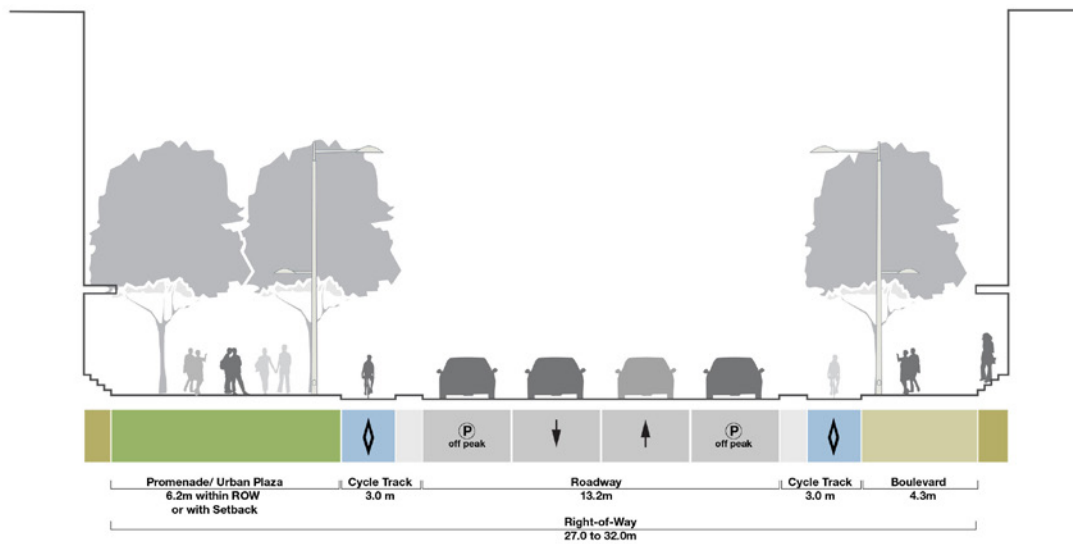 P
off peak
P
off peak
Promenade/ Urban Plaza
6.2m within ROW
or with Setback
Cycle Track
3.0 m
Roadway
13.2m
Cycle Track
3.0 m
Boulevard
4.3m
Right-of-Way
27.0 to 32.0m